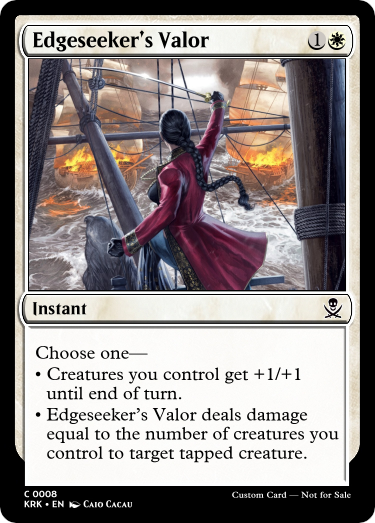 Edgeseeker's Valor 1
Instant
Choose one—
• Creatures you control get +1/+1
until end of turn.
• Edgeseeker's Valor deals damage
equal to the number of creatures you
control to target tapped creature.
C 0008
KRK • EN Caio Cacau
Custom Card — Not for Sale